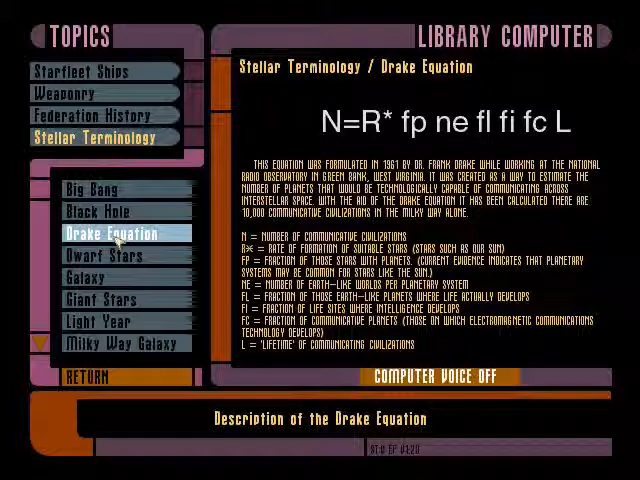 TOPICS
LIBRARY COMPUTER
Starfleet Ships
Weaponry
Federation History
Stellar Terminology
Big Bang
Black Hole
Drake Equation
Dwarf Stars
Galaxy
Giant Stars
Light Year
Milky Way Galaxy
RETURN
Stellar Terminology / Drake Equation
N=R* fp ne fl fi fc L
THIS EQUATION WAS FORMULATED IN 1961 BY DR. FRANK DRAKE WHILE WORKING AT THE NATIONAL
RADIO OBSERVATORY IN GREEN BANK, WEST VIRGINIA. IT WAS CREATED AS A WAY TO ESTIMATE THE
NUMBER OF PLANETS THAT WOULD BE TECHNOLOGICALLY CAPABLE OF COMMUNICATING ACROSS
INTERSTELLAR SPACE. WITH THE AID OF THE DRAKE EQUATION IT HAS BEEN CALCULATED THERE ARE
10,000 COMMUNICATIVE CIVILIZATIONS IN THE MILKY WAY ALONE.
N = NUMBER OF COMMUNICATIVE CIVILIZATIONS
R* = RATE OF FORMATION OF SUITABLE STARS (STARS SUCH AS OUR SUN)
FP = FRACTION OF THOSE STARS WITH PLANETS. (CURRENT EVIDENCE INDICATES THAT PLANETARY
SYSTEMS MAY BE COMMON FOR STARS LIKE THE SUN.)
NE = NUMBER OF EARTH-LIKE WORLDS PER PLANETARY SYSTEM
FL = FRACTION OF THOSE EARTH-LIKE PLANETS WHERE LIFE ACTUALLY DEVELOPS
FI = FRACTION OF LIFE SITES WHERE INTELLIGENCE DEVELOPS
FC = FRACTION OF COMMUNICATIVE PLANETS (THOSE ON WHICH ELECTROMAGNETIC COMMUNICATIONS
TECHNOLOGY DEVELOPS)
L = 'LIFETIME' OF COMMUNICATING CIVILIZATIONS
COMPUTER VOICE OFF
Description of the Drake Equation